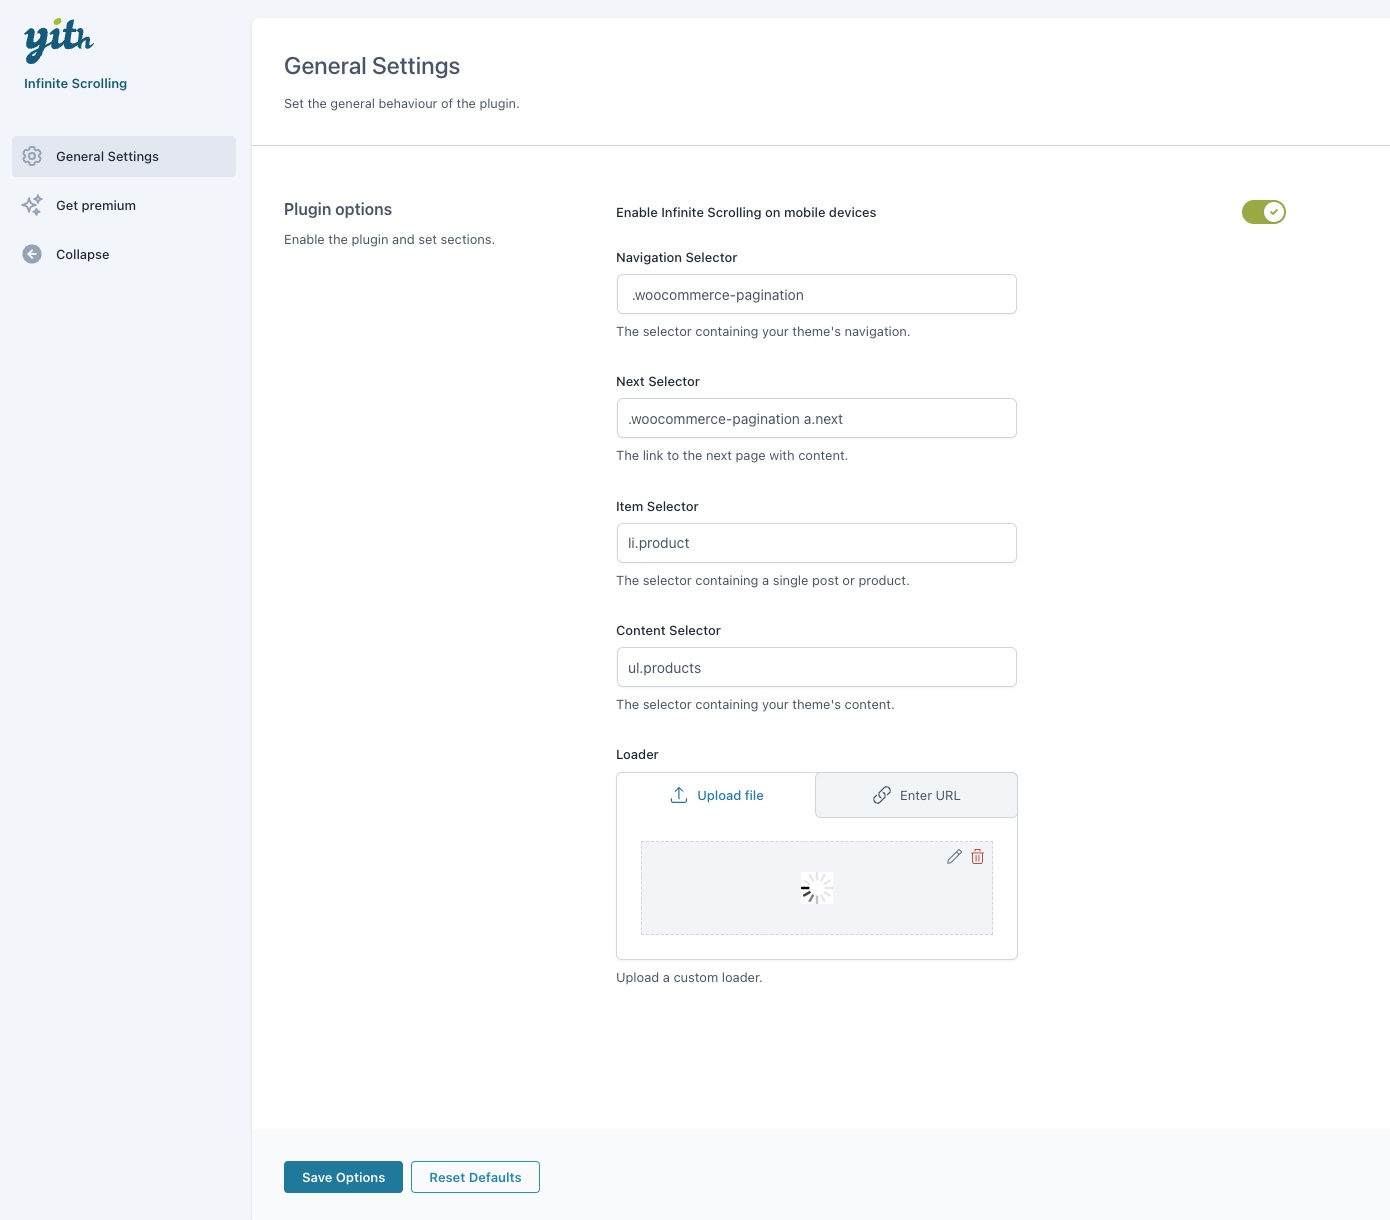 yith
Infinite Scrolling
General Settings
Get premium
Collapse
General Settings
Set the general behaviour of the plugin.
Plugin options
Enable the plugin and set sections.
Enable Infinite Scrolling on mobile devices
Navigation Selector
.woocommerce-pagination
The selector containing your theme's navigation.
Next Selector
.woocommerce-pagination a.next
The link to the next page with content.
Item Selector
li.product
The selector containing a single post or product.
Content Selector
ul.products
The selector containing your theme's content.
Loader
Upload file
Enter URL
Upload a custom loader.
Save Options
Reset Defaults